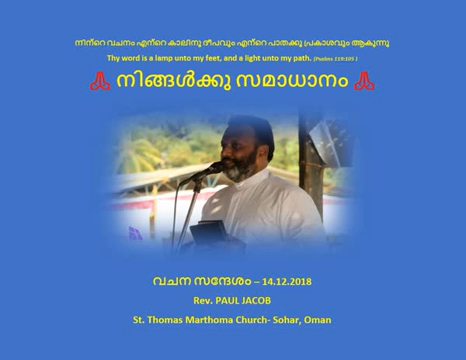 നിന്റെ വചനം എന്റെ കാലിനു ദീപവും എന്റെ പാതക്കു പ്രകാശവും ആകുന്നു
Thy word is a lamp unto my feet, and a light unto my path. (Psalms 119:105 )
നിങ്ങൾക്കു സമാധാനം
വചന സന്ദേശം – 14.12.2018
Rev. PAUL JACOB
St. Thomas Marthoma Church- Sohar, Oman